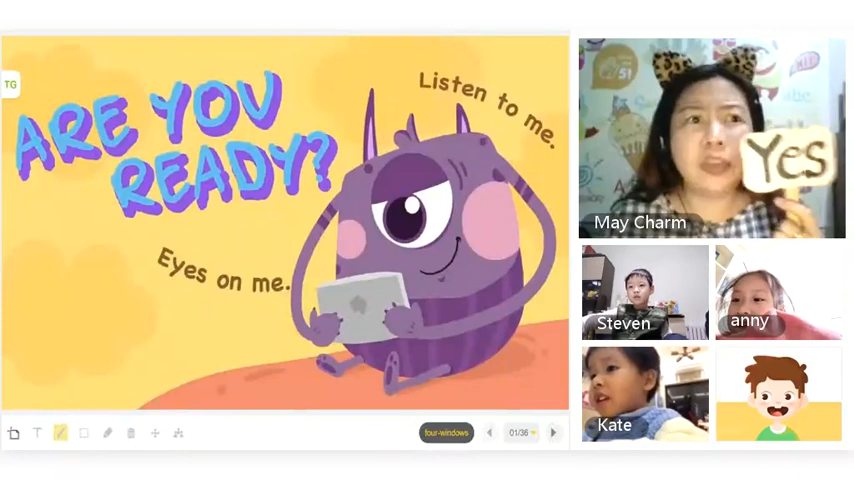 TG
ARE YOU
READY?
Listen to me.
Eyes on me.
Yes
May Charm
Steven
anny
Kate
T
four-windows
01/36